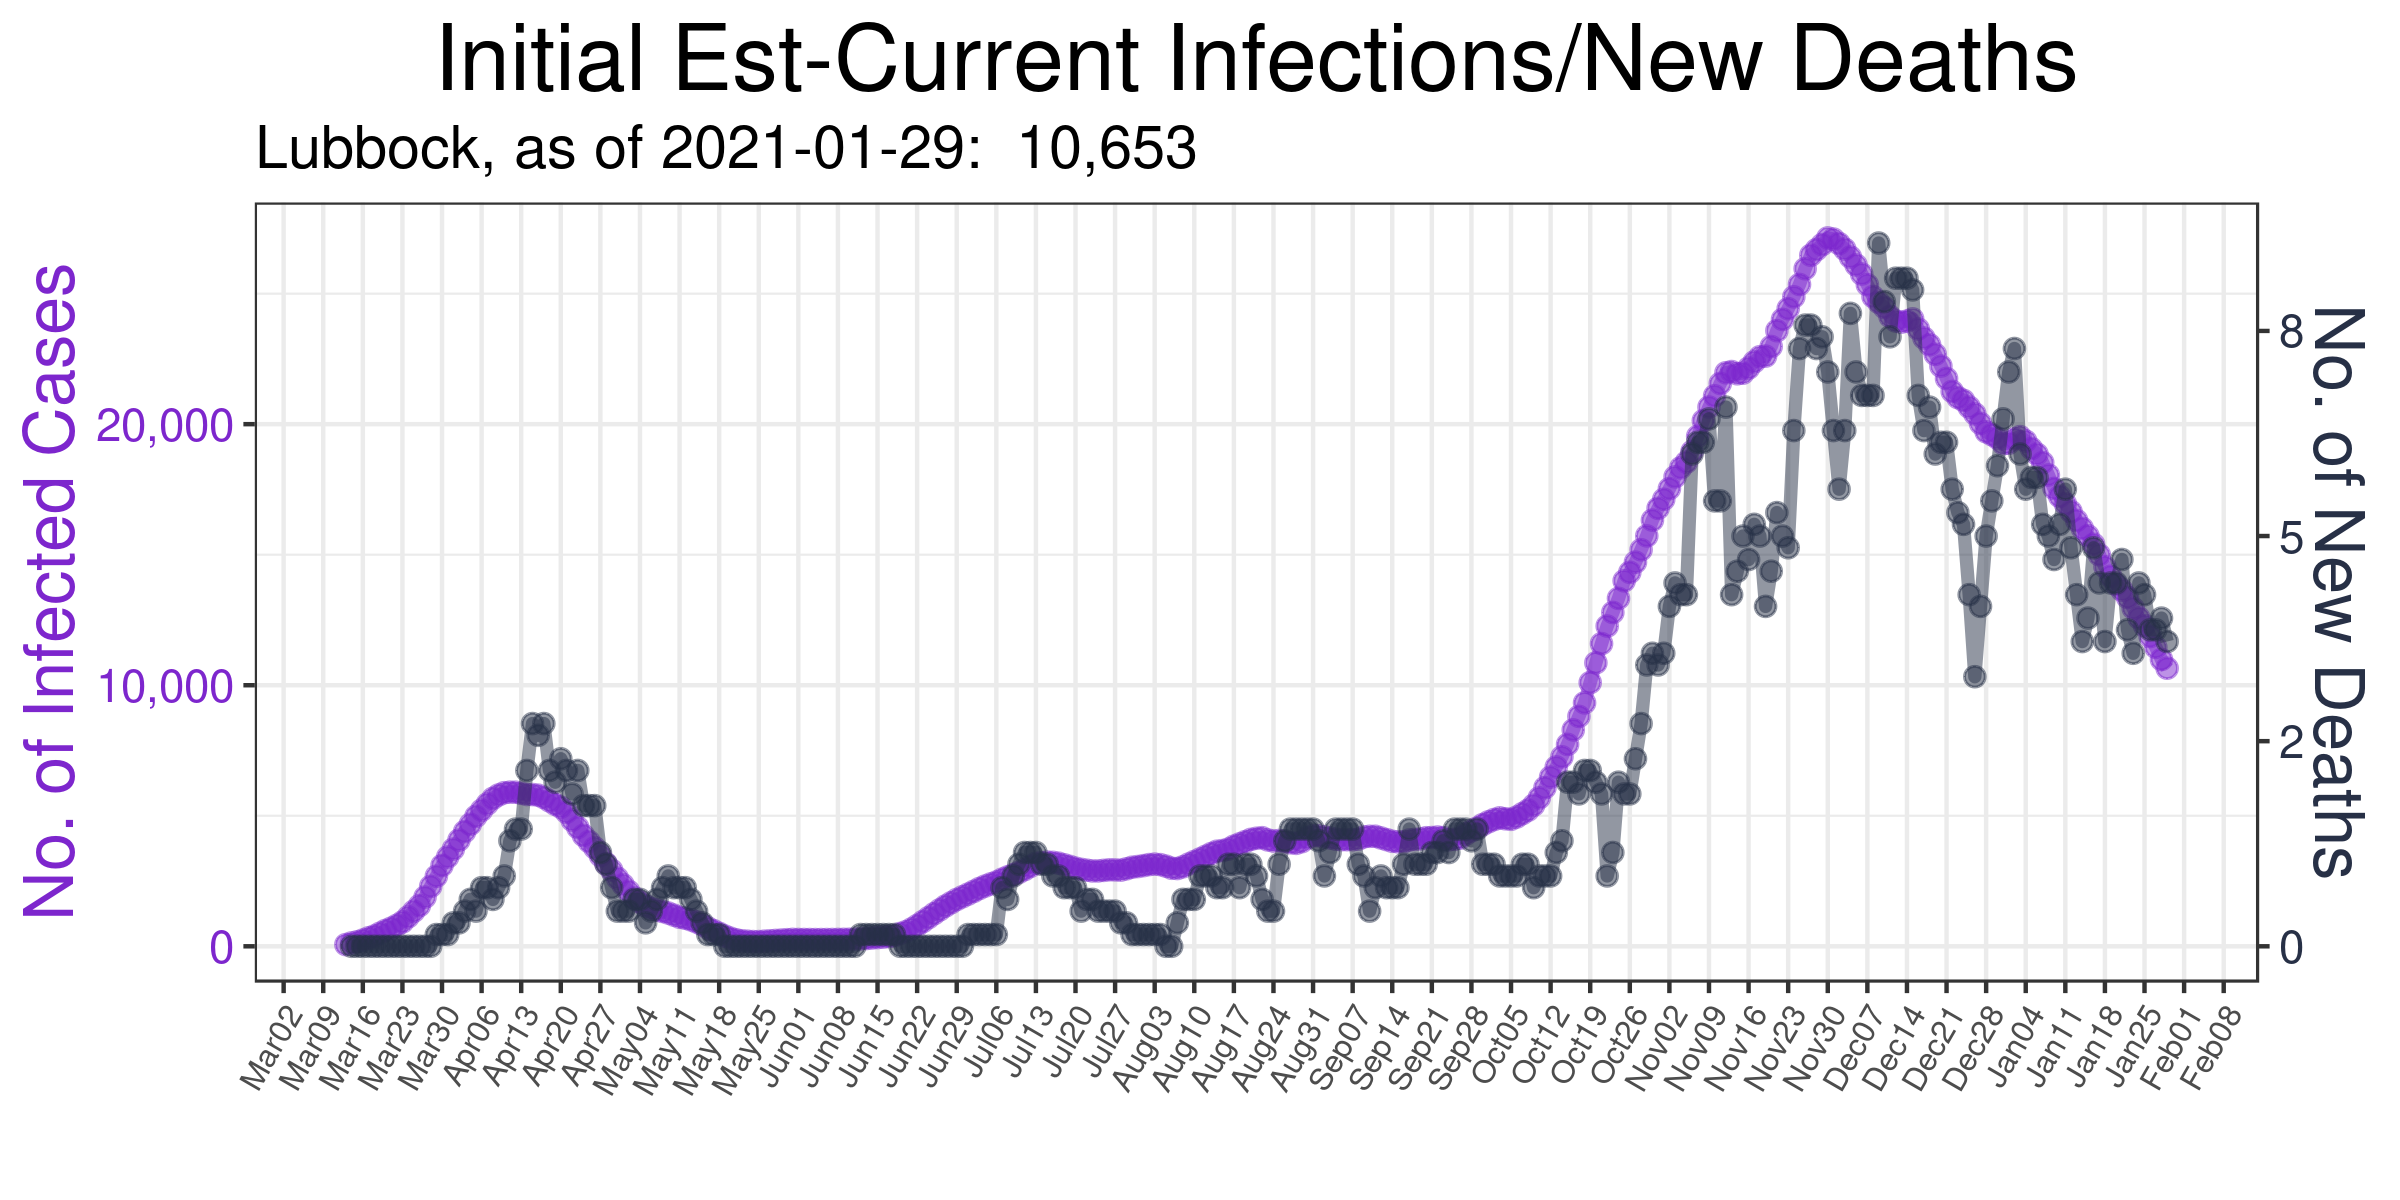 Initial Est-Current Infections/New Deaths
Lubbock, as of 2021-01-29: 10,653
No. of Infected Cases
20,000
10,000
0
8
5
2
0
No. of New Deaths
Mar02 Mar09 Mar16 Mar23 Mar30 Apr06 Apr13 Apr20 Apr27 May04 May11 May18 May25 Jun01 Jun08 Jun15 Jun22 Jun29 Jul06 Jul13 Jul20 Jul27 Aug03 Aug10 Aug17 Aug24 Aug31 Sep07 Sep14 Sep21 Sep28 Oct05 Oct12 Oct19 Oct26 Nov02 Nov09 Nov16 Nov23 Nov30 Dec07 Dec14 Dec21 Dec28 Jan04 Jan11 Jan18 Jan25 Feb01 Feb08